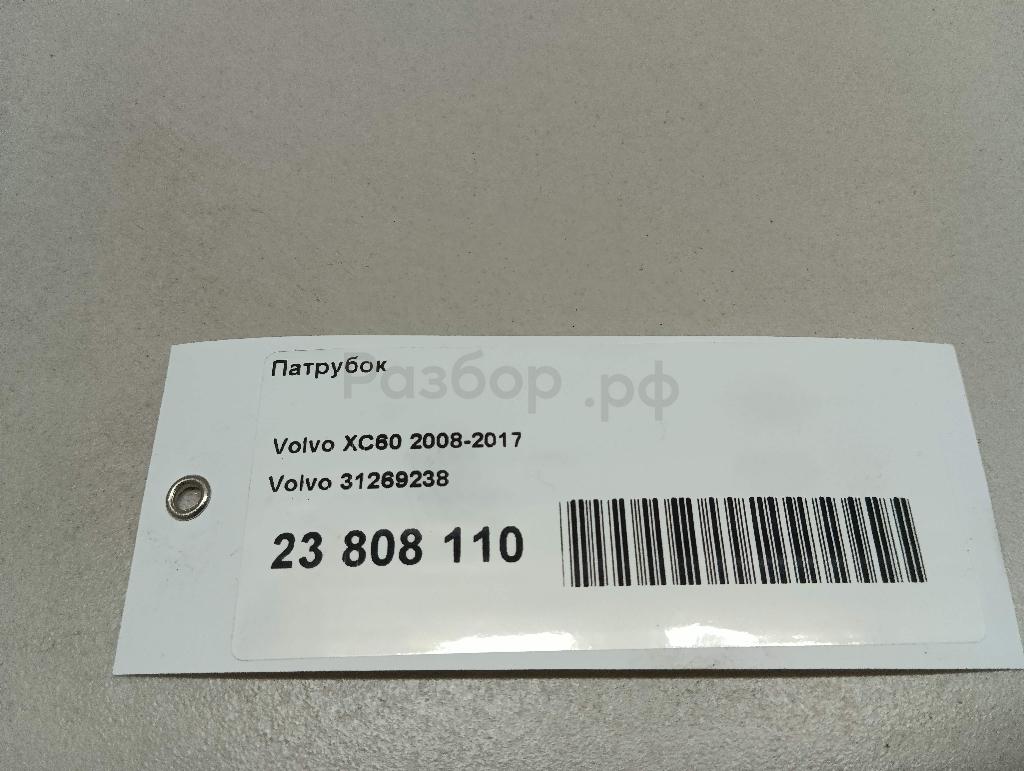 Патрубок
Разбор.рф
Volvo XC60 2008-2017
Volvo 31269238
23 808 110